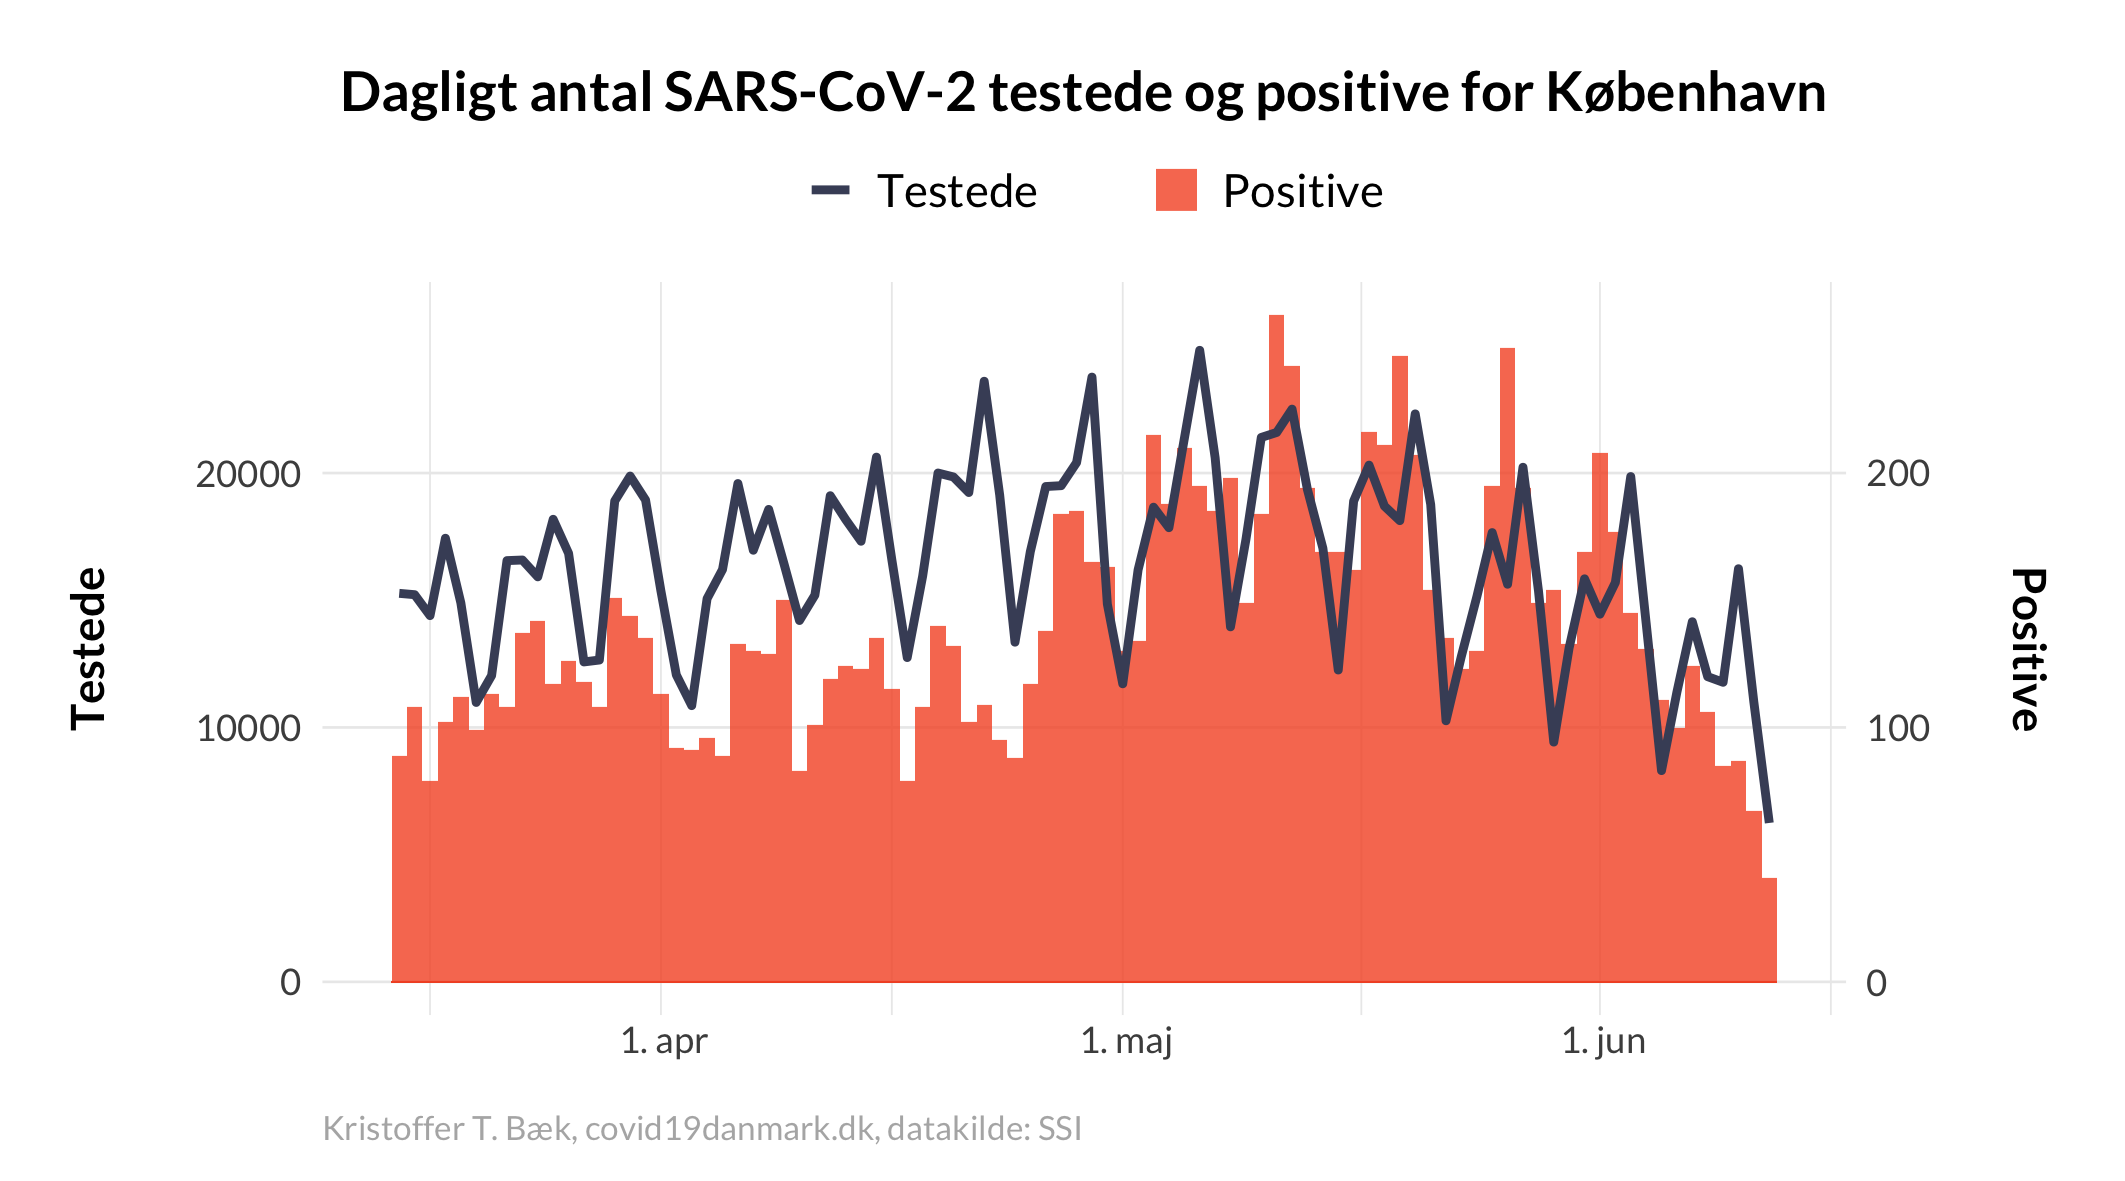 Dagligt antal SARS-CoV-2 testede og positive for København
Testede
Positive
Testede
20000
10000
0
200
100
0
Positive
1. apr
1. maj
1. jun
Kristoffer T. Bæk, covid19danmark.dk, datakilde: SSI